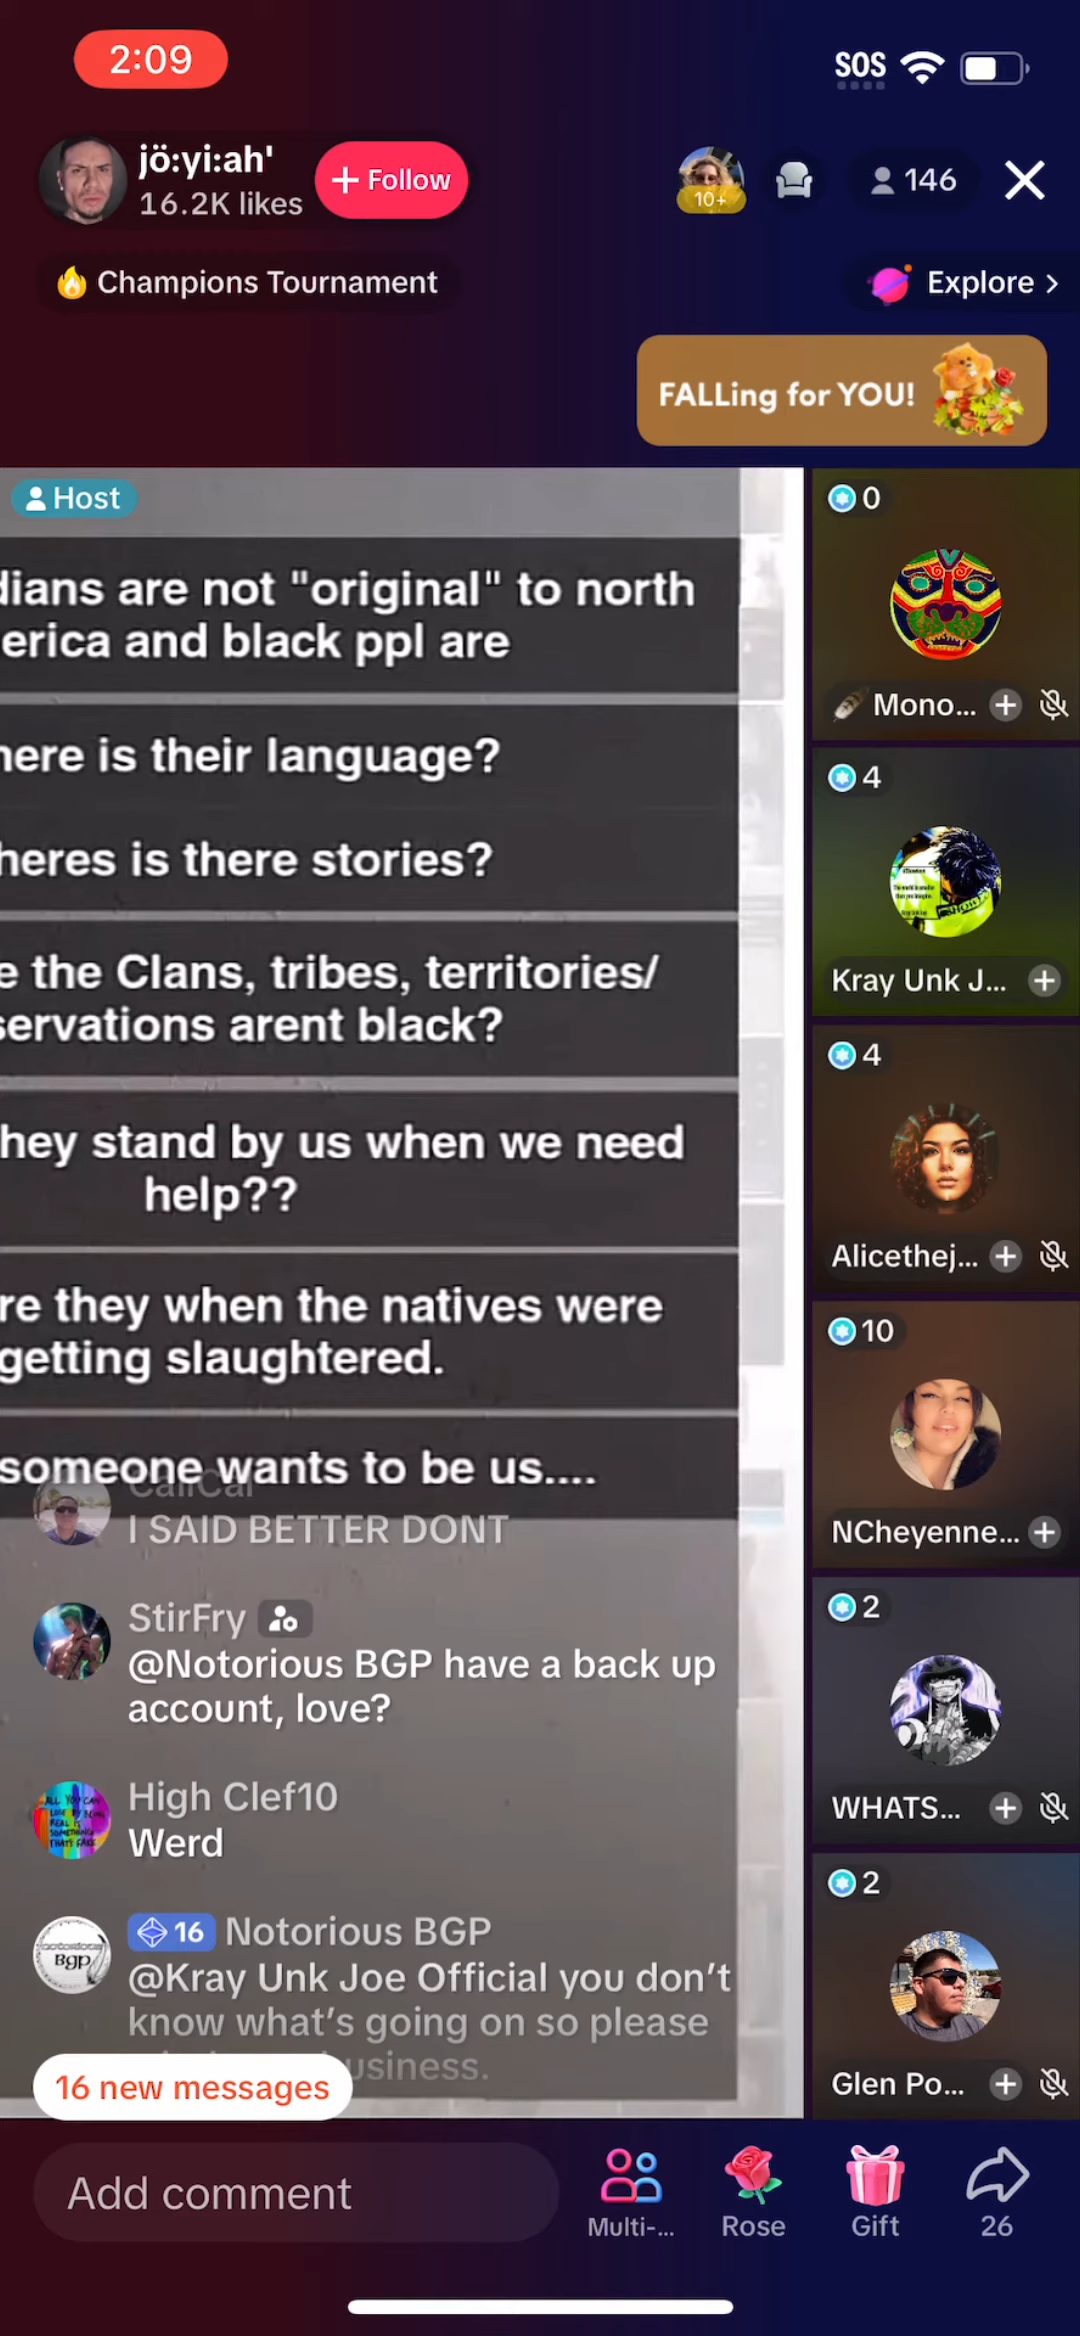 2:09
SOS
jö:yi:ah'
16.2K likes
+ Follow
10+
146
Champions Tournament
Explore >
FALLing for YOU!
Host
dians are not "original" to north
erica and black ppl are
here is their language?
heres is there stories?
e the Clans, tribes, territories/
servations arent black?
hey stand by us when we need
help??
re they when the natives were
getting slaughtered.
someone wants to be us....
CaliCal
I SAID BETTER DONT
StirFry
@Notorious BGP have a back up
account, love?
High Clef10
Werd
16 Notorious BGP
@Kray Unk Joe Official you don't
know what's going on so please
usiness.
16 new messages
0
Mono...
4
Kray Unk J...
4
Alicethej...
10
NCheyenne...
2
WHATS...
2
Glen Po...
Add comment
Multi-...
Rose
Gift
26